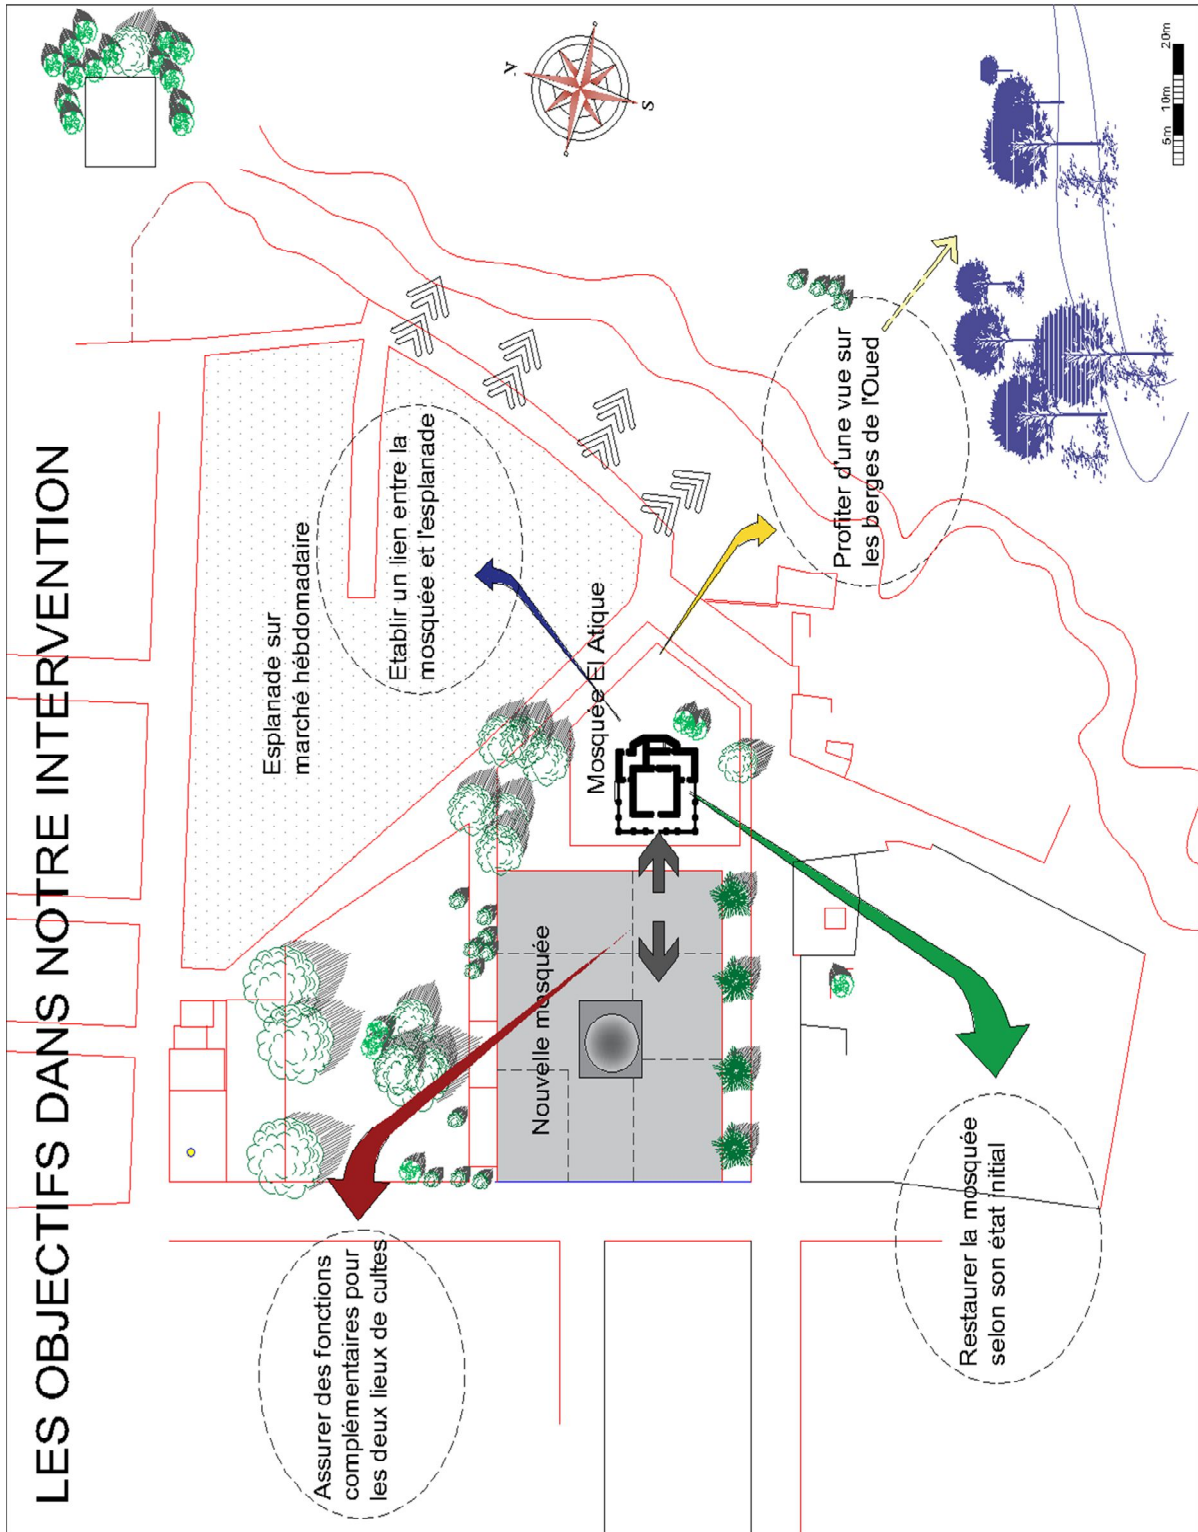 LES OBJECTIFS DANS NOTRE INTERVENTION
Assurer des fonctions
complémentaires pour
les deux lieux de cultes
Esplanade sur
marché hébdomadaire
Etablir un lien entre la
mosquée et l'esplanade
Nouvelle mosquée
Mosquée El Atique
N
S
Restaurer la mosquée
selon son état initial
Profiter d'une vue sur
les berges de l'Oued
5m 10m 20m